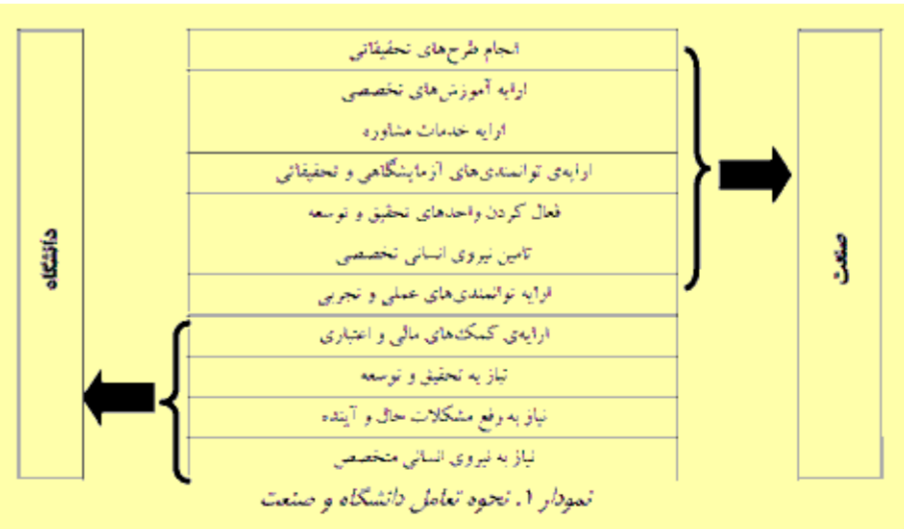 صنعت
انجام طرح‌های تحقیقاتی
ارایه آموزش‌های تخصصی
ارایه خدمات مشاوره
ارایه‌ی توانمندی‌های آزمایشگاهی و تحقیقاتی
فعال کردن واحدهای تحقیق و توسعه
تامین نیروی انسانی تخصصی
ارایه توانمندی‌های عملی و تجربی
ارایه‌ی کمک‌های مالی و اعتباری
نیاز به تحقیق و توسعه
نیاز به رفع مشکلات حال و آینده
نیاز به نیروی انسانی متخصص
دانشگاه
نمودار ۱. نحوه تعامل دانشگاه و صنعت